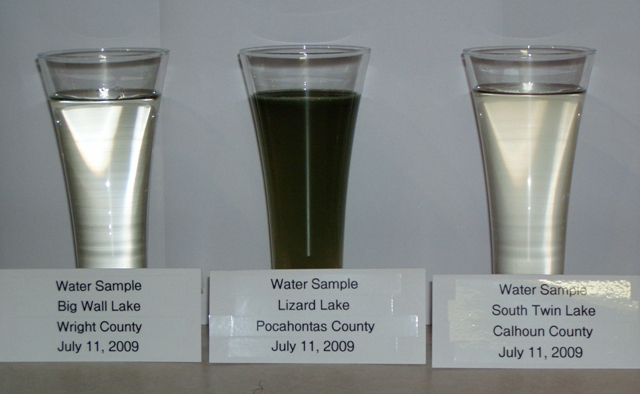 Water Sample
Big Wall Lake
Wright County
July 11, 2009
Water Sample
Lizard Lake
Pocahontas County
July 11, 2009
Water Sample
South Twin Lake
Calhoun County
July 11, 2009